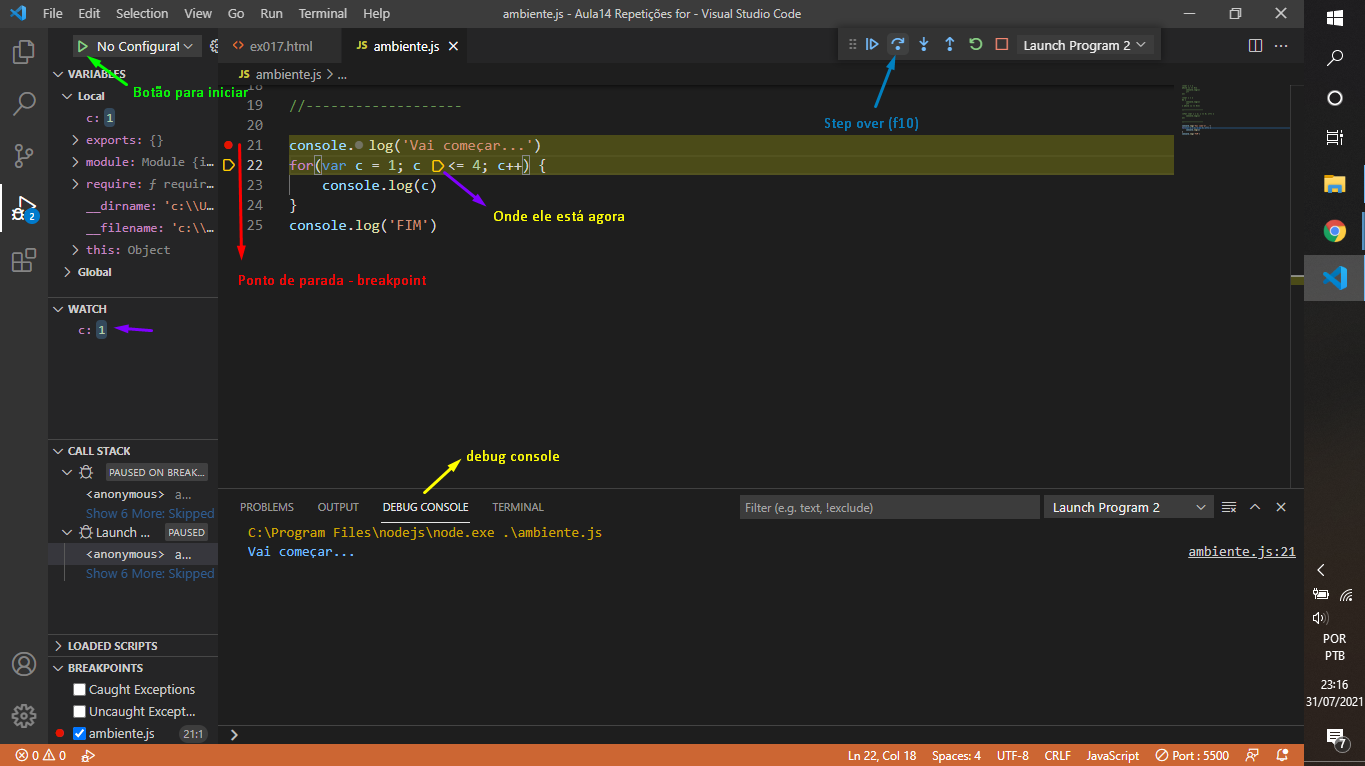 File Edit Selection View Go Run Terminal Help
ambiente.js - Aula14 Repetições for - Visual Studio Code
No Configurat
ex017.html
JS ambiente.js
Launch Program 2
JS ambiente.js > ...
Botão para iniciar
Step over (f10)
VARIABLES
Local
c: 1
exports: {}
module: Module {i…
require: ƒ requir…
__dirname: 'c:\\U…
__filename: 'c:\\…
this: Object
Global
WATCH
c: 1
CALL STACK
PAUSED ON BREAK…
<anonymous> a...
Show 6 More: Skipped
Launch ... PAUSED
<anonymous> a...
Show 6 More: Skipped
LOADED SCRIPTS
BREAKPOINTS
Caught Exceptions
Uncaught Except...
ambiente.js 21:1
2
18
19 //-------------------
20
21 console. log('Vai começar...')
22 for(var c = 1; c <= 4; c++) {
23 console.log(c)
24 }
25 console.log('FIM')
Onde ele está agora
Ponto de parada - breakpoint
debug console
PROBLEMS OUTPUT DEBUG CONSOLE TERMINAL
Filter (e.g. text, !exclude)
Launch Program 2
C:\Program Files\nodejs\node.exe .\ambiente.js
Vai começar...
ambiente.js:21
0 0
Ln 22, Col 18 Spaces: 4 UTF-8 CRLF JavaScript Port : 5500
POR
PTB
23:16
31/07/2021
7